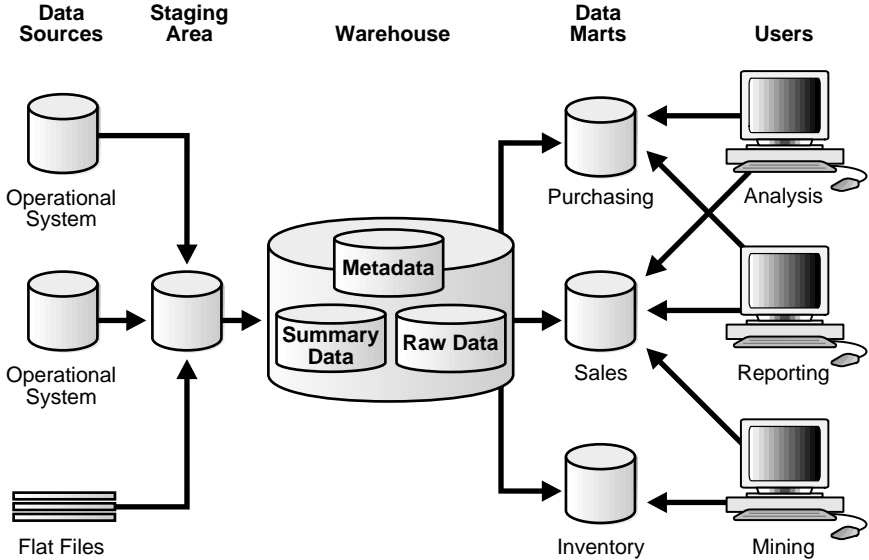 Data
Sources
Staging
Area
Warehouse
Data
Marts
Users
Operational
System
Purchasing
Analysis
Metadata
Summary
Data
Raw Data
Operational
System
Sales
Reporting
Flat Files
Inventory
Mining